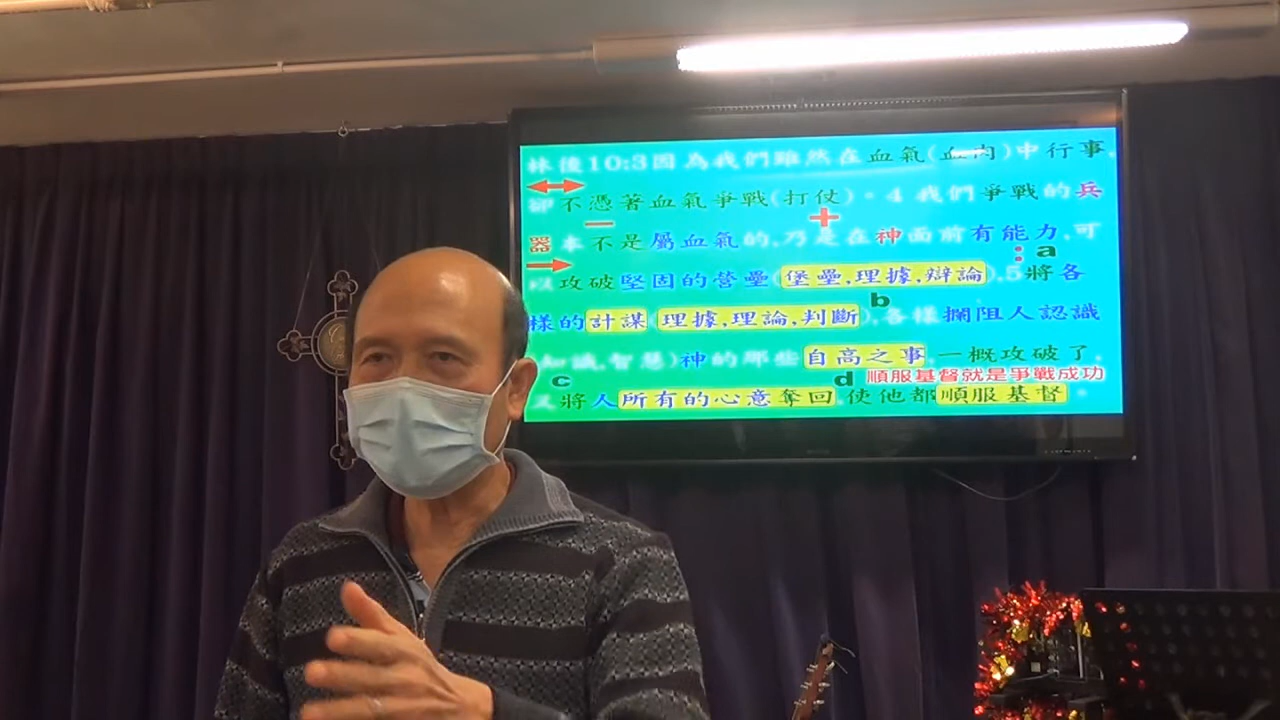 林後10:3因為我們雖然在血氣(血肉)中行事,
卻不憑著血氣爭戰(打仗)。4我們爭戰的兵
器本不是屬血氣的,乃是在神面前有能力,可
a
以攻破堅固的營壘(堡壘,理據,辯論),5將各
b
樣的計謀(理據,理論,判斷),各樣攔阻人認識
(知識,智慧)神的那些自高之事,一概攻破了,
c d 順服基督就是爭戰成功
又將人所有的心意奪回,使他都順服基督。